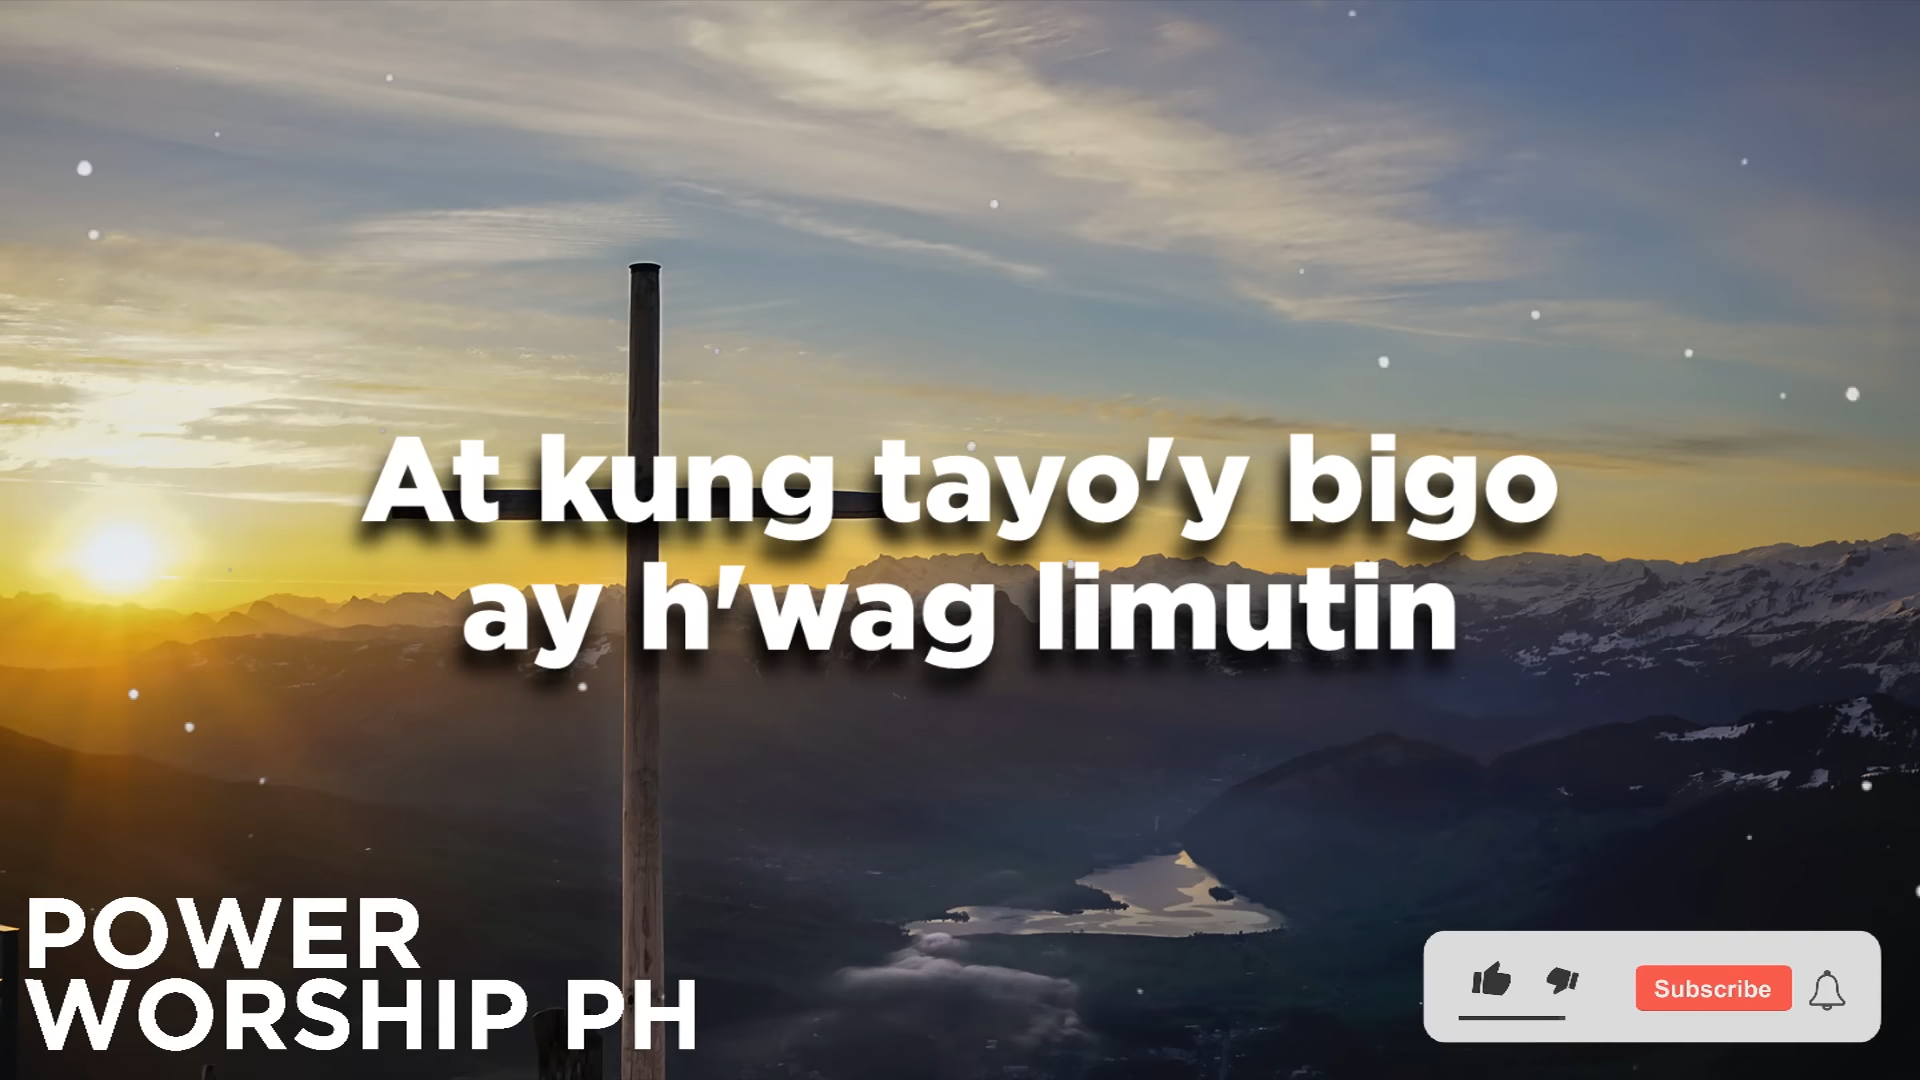 At kung tayo'y bigo
ay h'wag limutin
POWER
WORSHIP PH
Subscribe